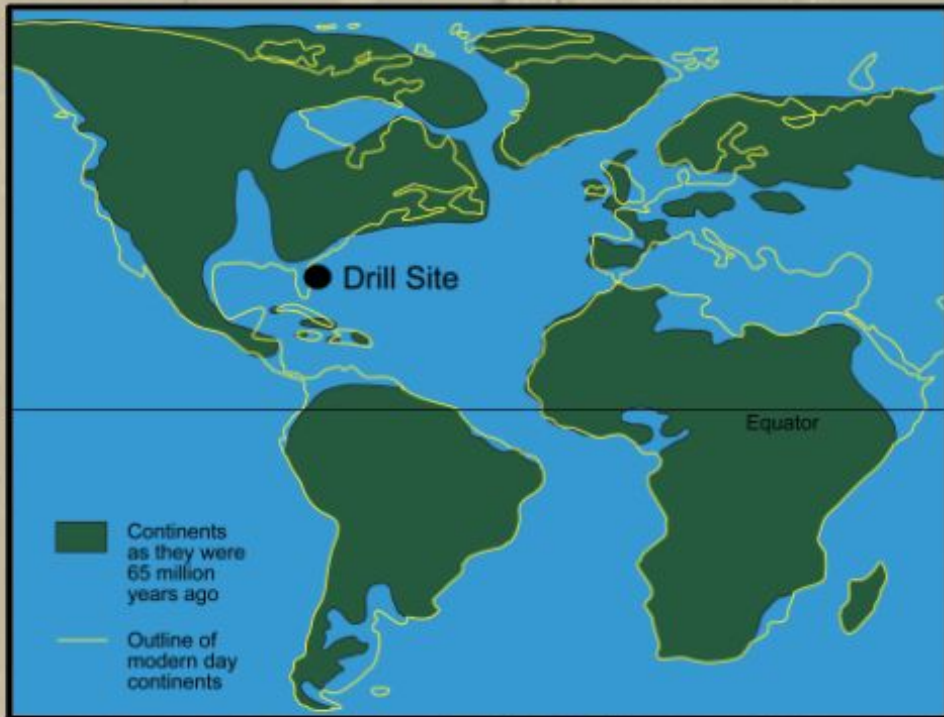 Drill Site
Equator
Continents
as they were
65 million
years ago
Outline of
modern day
continents